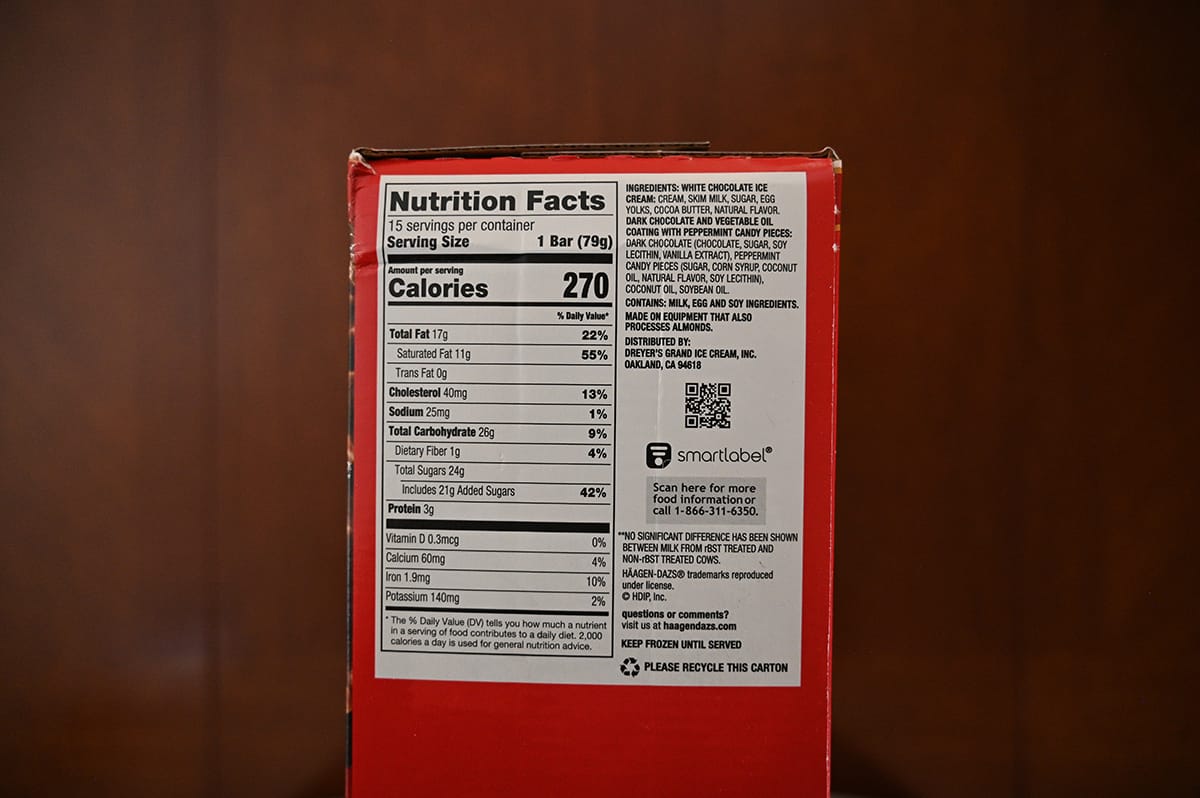 Nutrition Facts
15 servings per container
Serving Size 1 Bar (79g)
Amount per serving
Calories 270
% Daily Value*
Total Fat 17g 22%
Saturated Fat 11g 55%
Trans Fat 0g
Cholesterol 40mg 13%
Sodium 25mg 1%
Total Carbohydrate 26g 9%
Dietary Fiber 1g 4%
Total Sugars 24g
Includes 21g Added Sugars 42%
Protein 3g
Vitamin D 0.3mcg 0%
Calcium 60mg 4%
Iron 1.9mg 10%
Potassium 140mg 2%
* The % Daily Value (DV) tells you how much a nutrient
in a serving of food contributes to a daily diet. 2,000
calories a day is used for general nutrition advice.
INGREDIENTS: WHITE CHOCOLATE ICE
CREAM: CREAM, SKIM MILK, SUGAR, EGG
YOLKS, COCOA BUTTER, NATURAL FLAVOR.
DARK CHOCOLATE AND VEGETABLE OIL
COATING WITH PEPPERMINT CANDY PIECES:
DARK CHOCOLATE (CHOCOLATE, SUGAR, SOY
LECITHIN, VANILLA EXTRACT), PEPPERMINT
CANDY PIECES (SUGAR, CORN SYRUP, COCONUT
OIL, NATURAL FLAVOR, SOY LECITHIN),
COCONUT OIL, SOYBEAN OIL.
CONTAINS: MILK, EGG AND SOY INGREDIENTS.
MADE ON EQUIPMENT THAT ALSO
PROCESSES ALMONDS.
DISTRIBUTED BY:
DREYER'S GRAND ICE CREAM, INC.
OAKLAND, CA 94618
smartlabel®
Scan here for more
food information or
call 1-866-311-6350.
**NO SIGNIFICANT DIFFERENCE HAS BEEN SHOWN
BETWEEN MILK FROM rBST TREATED AND
NON-rBST TREATED COWS.
HÄAGEN-DAZS® trademarks reproduced
under license.
© HDIP, Inc.
questions or comments?
visit us at haagendazs.com
KEEP FROZEN UNTIL SERVED
PLEASE RECYCLE THIS CARTON